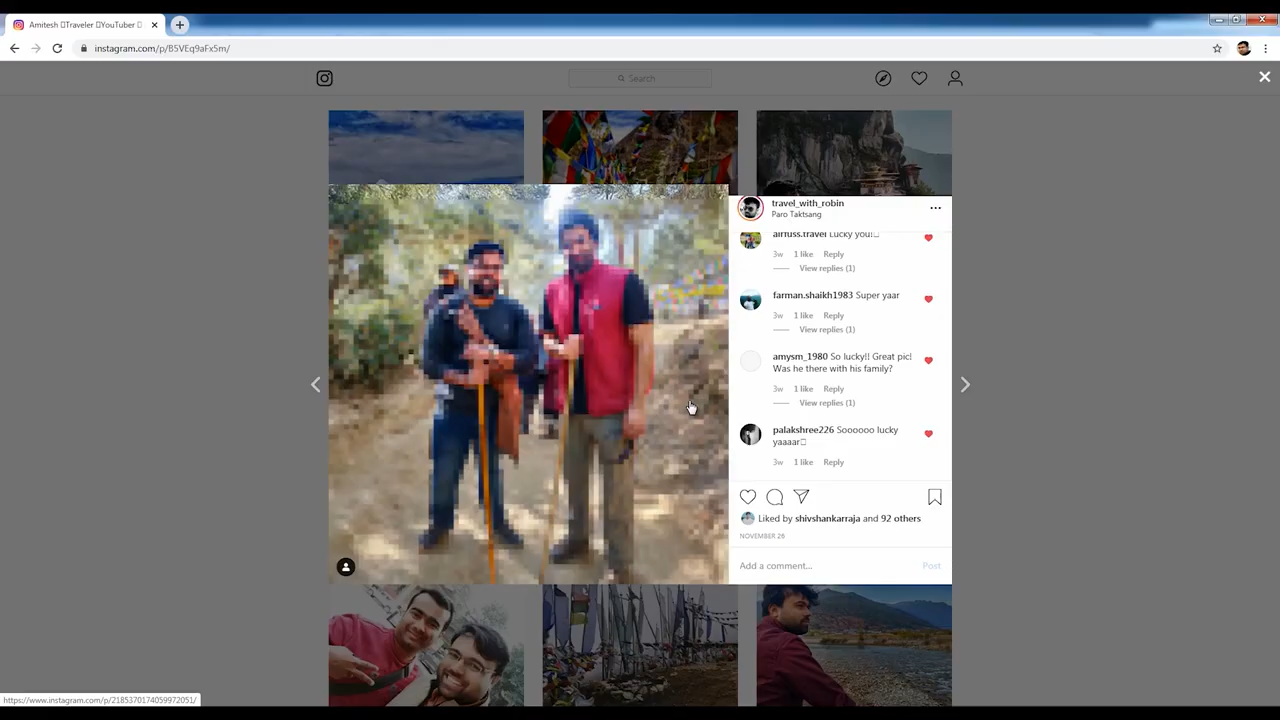 Amitesh □Traveler □YouTuber □
instagram.com/p/B5VEq9aFx5m/
Search
travel_with_robin
Paro Taktsang
airfuss.travel Lucky you!□
3w 1 like Reply
View replies (1)
farman.shaikh1983 Super yaar
3w 1 like Reply
View replies (1)
amysm_1980 So lucky!! Great pic!
Was he there with his family?
3w 1 like Reply
View replies (1)
palakshree226 Soooooo lucky
yaaaar□
3w 1 like Reply
Liked by shivshankarraja and 92 others
NOVEMBER 26
Add a comment... Post
https://www.instagram.com/p/2185370174059972051/